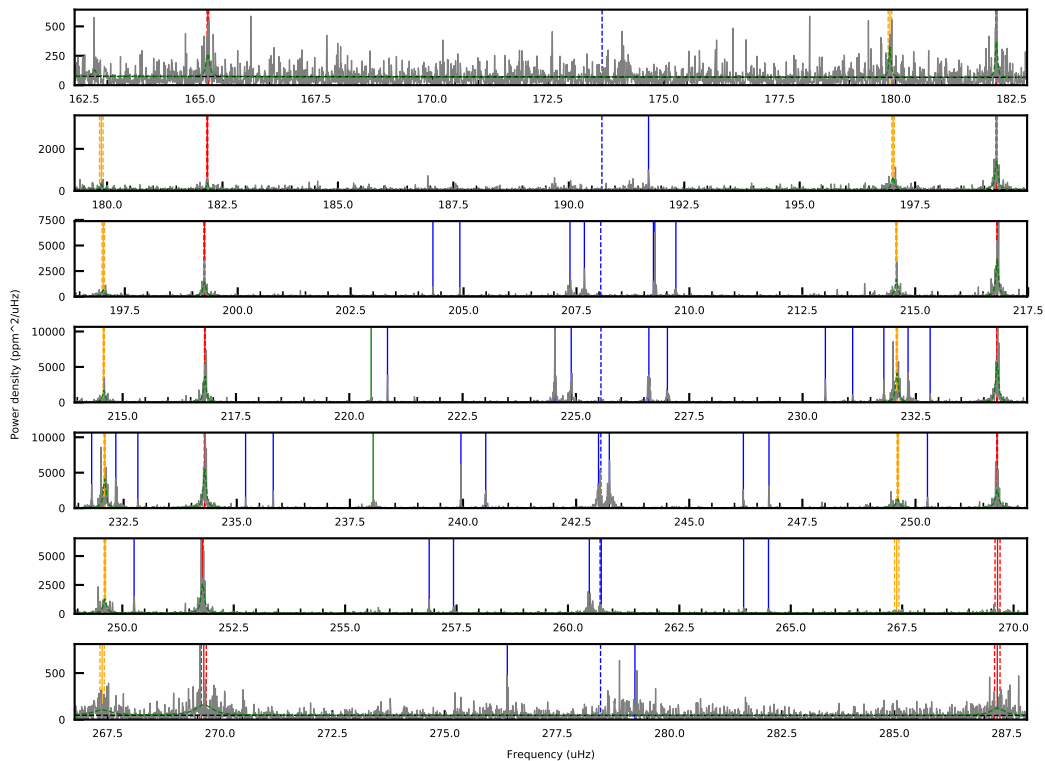 500
250
0
162.5 165.0 167.5 170.0 172.5 175.0 177.5 180.0 182.5
2000
0
180.0 182.5 185.0 187.5 190.0 192.5 195.0 197.5
7500
5000
2500
0
197.5 200.0 202.5 205.0 207.5 210.0 212.5 215.0 217.5
10000
5000
0
215.0 217.5 220.0 222.5 225.0 227.5 230.0 232.5
Power density (ppm^2/uHz)
10000
5000
0
232.5 235.0 237.5 240.0 242.5 245.0 247.5 250.0
5000
2500
0
250.0 252.5 255.0 257.5 260.0 262.5 265.0 267.5 270.0
500
0
267.5 270.0 272.5 275.0 277.5 280.0 282.5 285.0 287.5
Frequency (uHz)